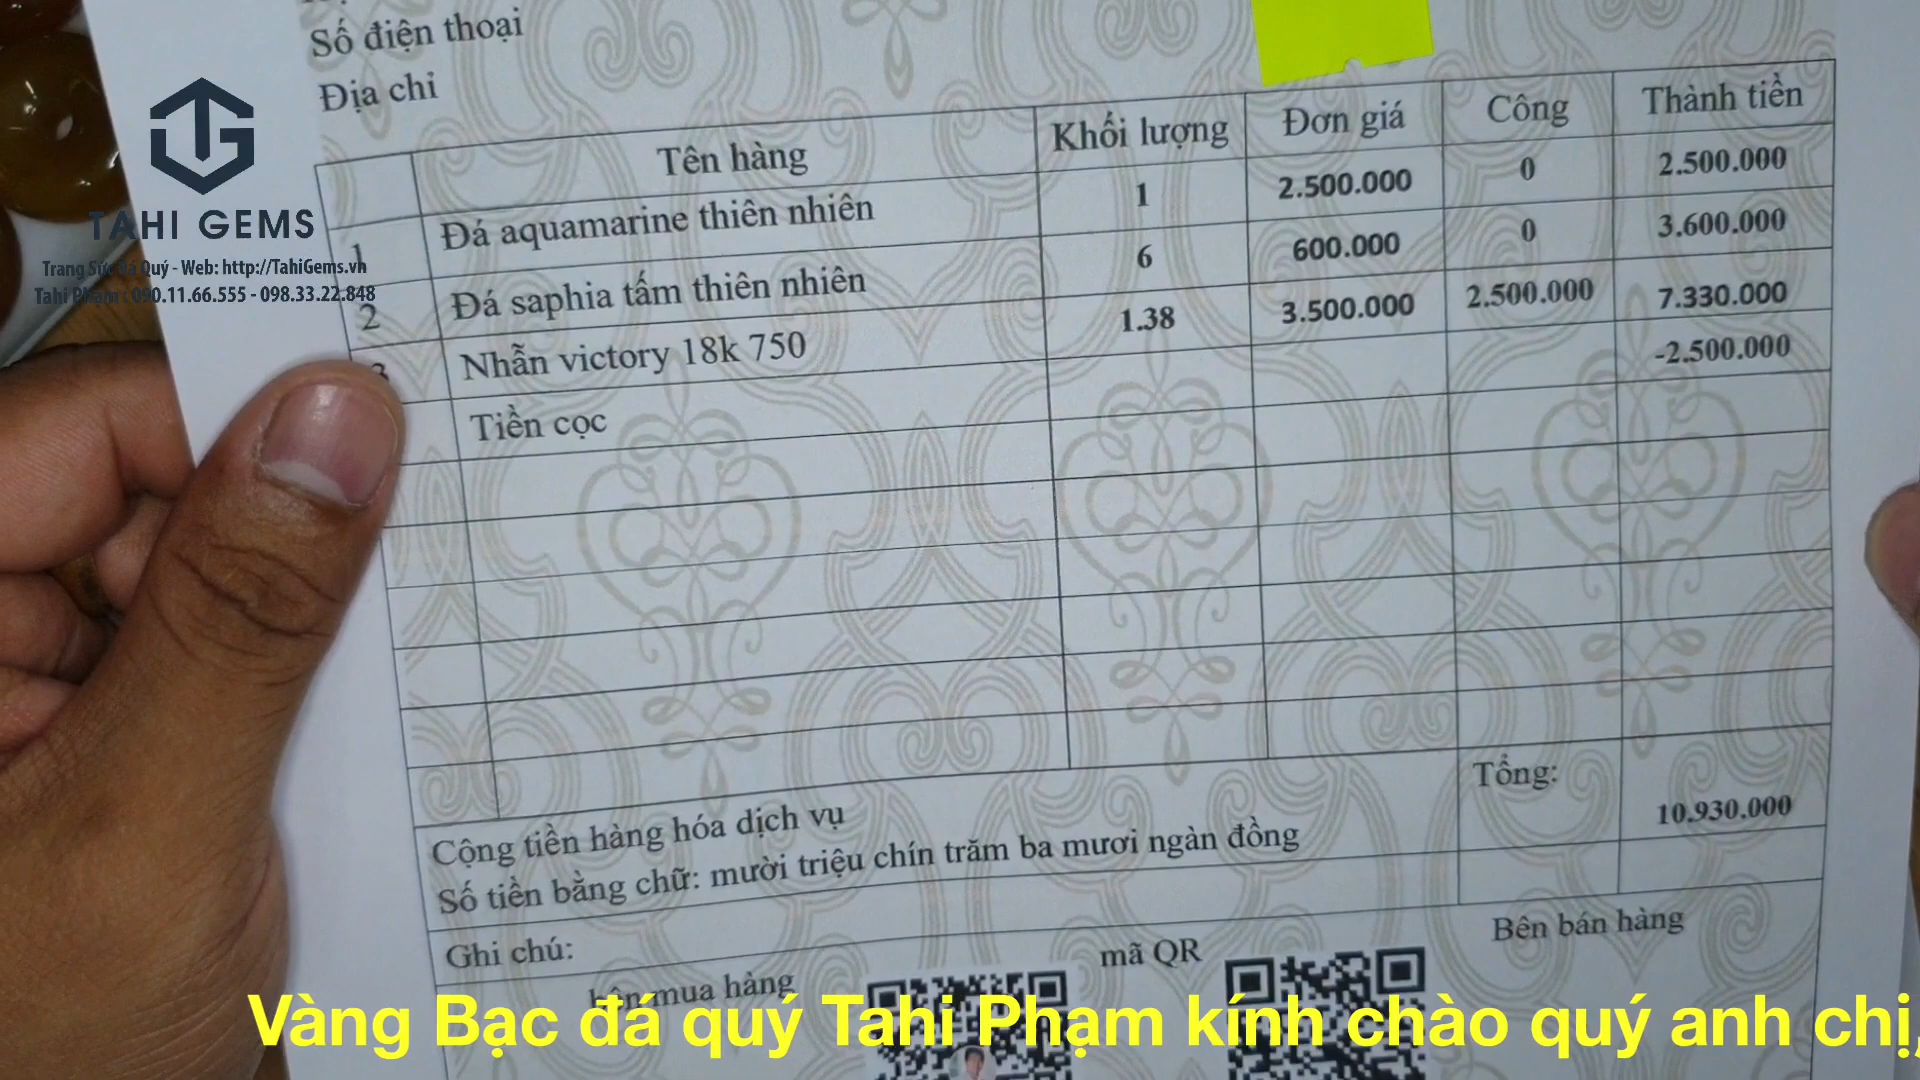 Số điện thoại
Địa chỉ
TAHI GEMS
Trang Sức Đá Quý - Web: http://TahiGems.vn
Tahi Phạm : 090.11.66.555 - 098.33.22.848
Tên hàng Khối lượng Đơn giá Công Thành tiền
1 Đá aquamarine thiên nhiên 1 2.500.000 0 2.500.000
2 Đá saphia tấm thiên nhiên 6 600.000 0 3.600.000
3 Nhẫn victory 18k 750 1.38 3.500.000 2.500.000 7.330.000
Tiền cọc -2.500.000
Cộng tiền hàng hóa dịch vụ Tổng: 10.930.000
Số tiền bằng chữ: mười triệu chín trăm ba mươi ngàn đồng
Ghi chú:
bên mua hàng mã QR Bên bán hàng
Vàng Bạc đá quý Tahi Phạm kính chào quý anh chị,